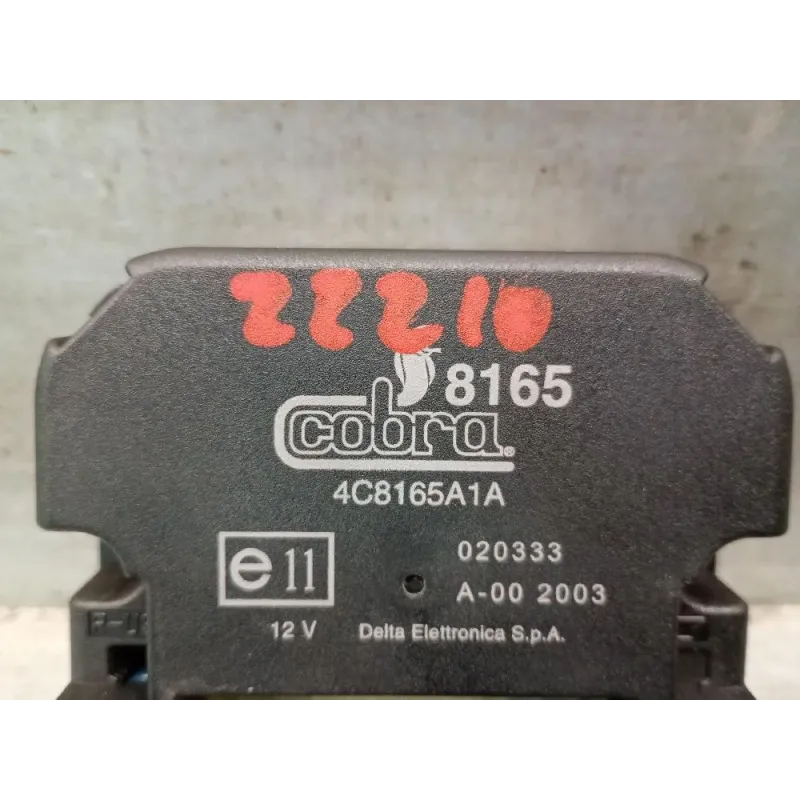 22210
8165
cobra®
4C8165A1A
e11
020333
A-00 2003
12 V
Delta Elettronica S.p.A.